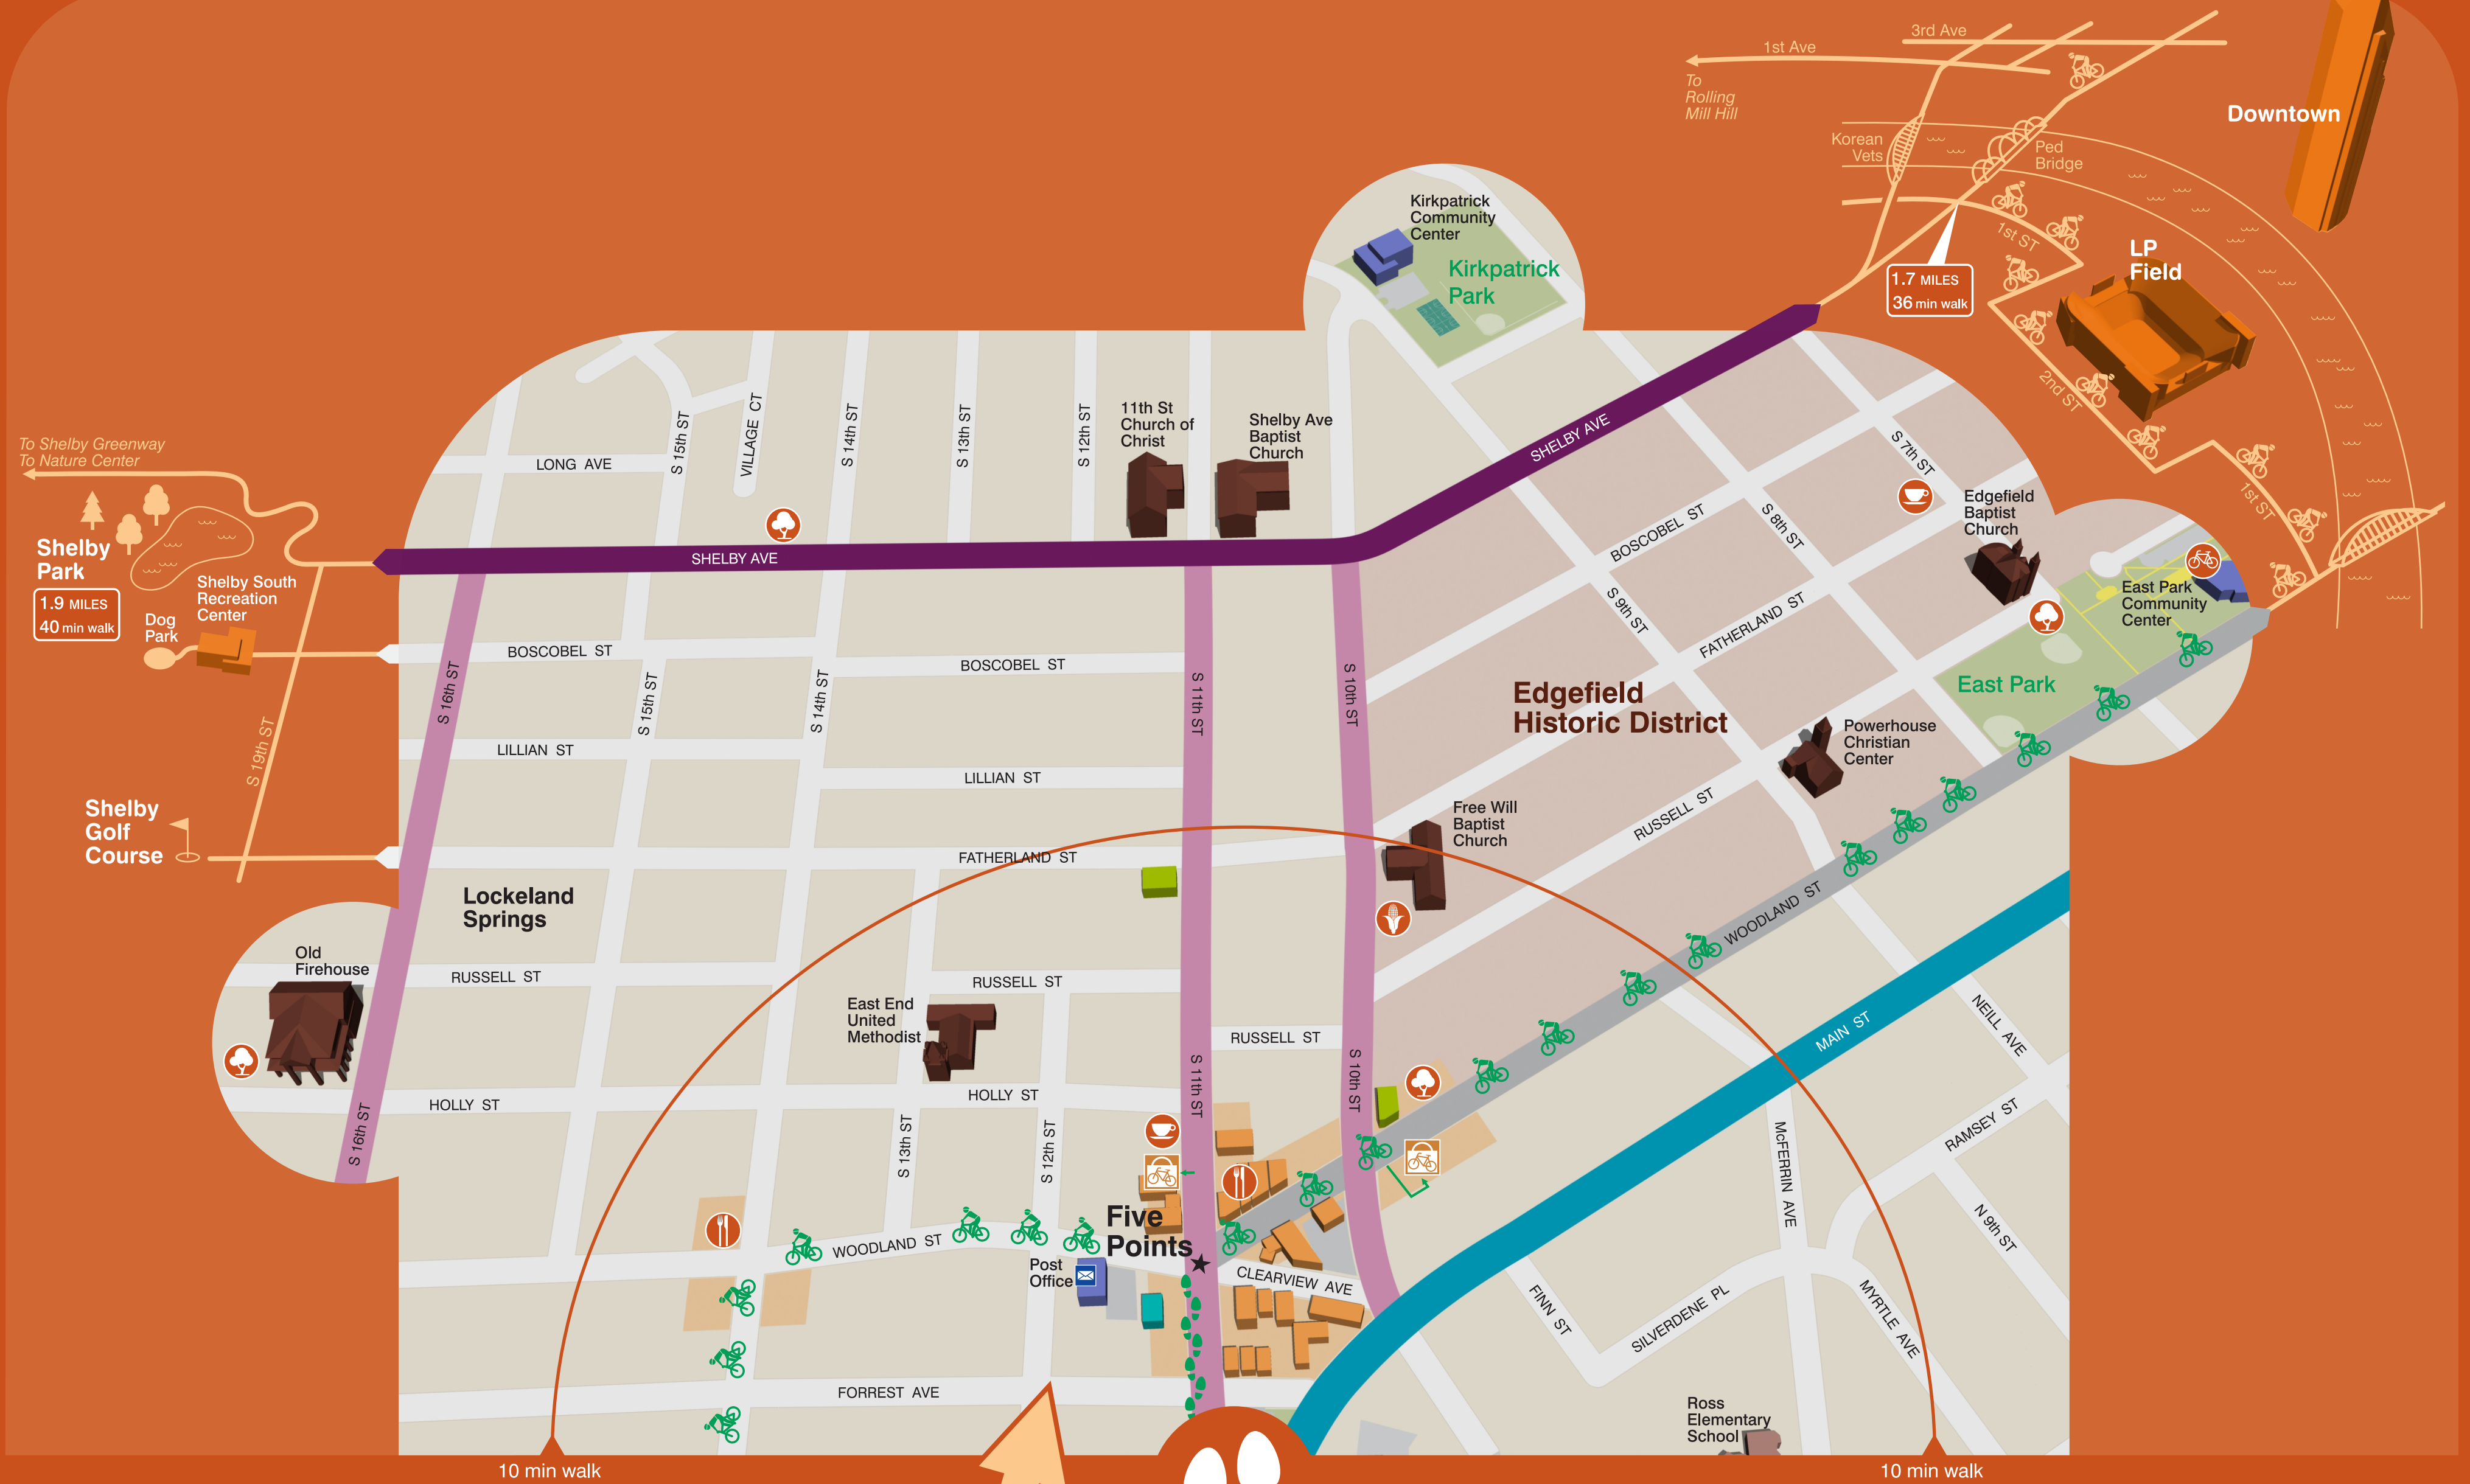 3rd Ave
1st Ave
To
Rolling
Mill Hill
Downtown
Korean
Vets
Ped
Bridge
1st ST
LP
Field
1.7 MILES
36 min walk
2nd ST
1st ST
Kirkpatrick
Community
Center
Kirkpatrick
Park
To Shelby Greenway
To Nature Center
Shelby
Park
1.9 MILES
40 min walk
Shelby South
Recreation
Center
Dog
Park
S 19th ST
Shelby
Golf
Course
LONG AVE
S 15th ST
VILLAGE CT
S 14th ST
S 13th ST
S 12th ST
11th St
Church of
Christ
Shelby Ave
Baptist
Church
SHELBY AVE
SHELBY AVE
S 7th ST
S 8th ST
S 9th ST
BOSCOBEL ST
FATHERLAND ST
Edgefield
Baptist
Church
East Park
Community
Center
East Park
Edgefield
Historic District
Powerhouse
Christian
Center
Free Will
Baptist
Church
RUSSELL ST
WOODLAND ST
MAIN ST
NEILL AVE
BOSCOBEL ST
BOSCOBEL ST
S 16th ST
S 15th ST
S 14th ST
S 11th ST
S 10th ST
LILLIAN ST
LILLIAN ST
FATHERLAND ST
Lockeland
Springs
Old
Firehouse
RUSSELL ST
RUSSELL ST
RUSSELL ST
East End
United
Methodist
HOLLY ST
HOLLY ST
S 16th ST
S 13th ST
S 12th ST
S 11th ST
S 10th ST
Five
Points
WOODLAND ST
Post
Office
CLEARVIEW AVE
FORREST AVE
McFERRIN AVE
RAMSEY ST
N 9th ST
FINN ST
SILVERDENE PL
MYRTLE AVE
Ross
Elementary
School
10 min walk
10 min walk